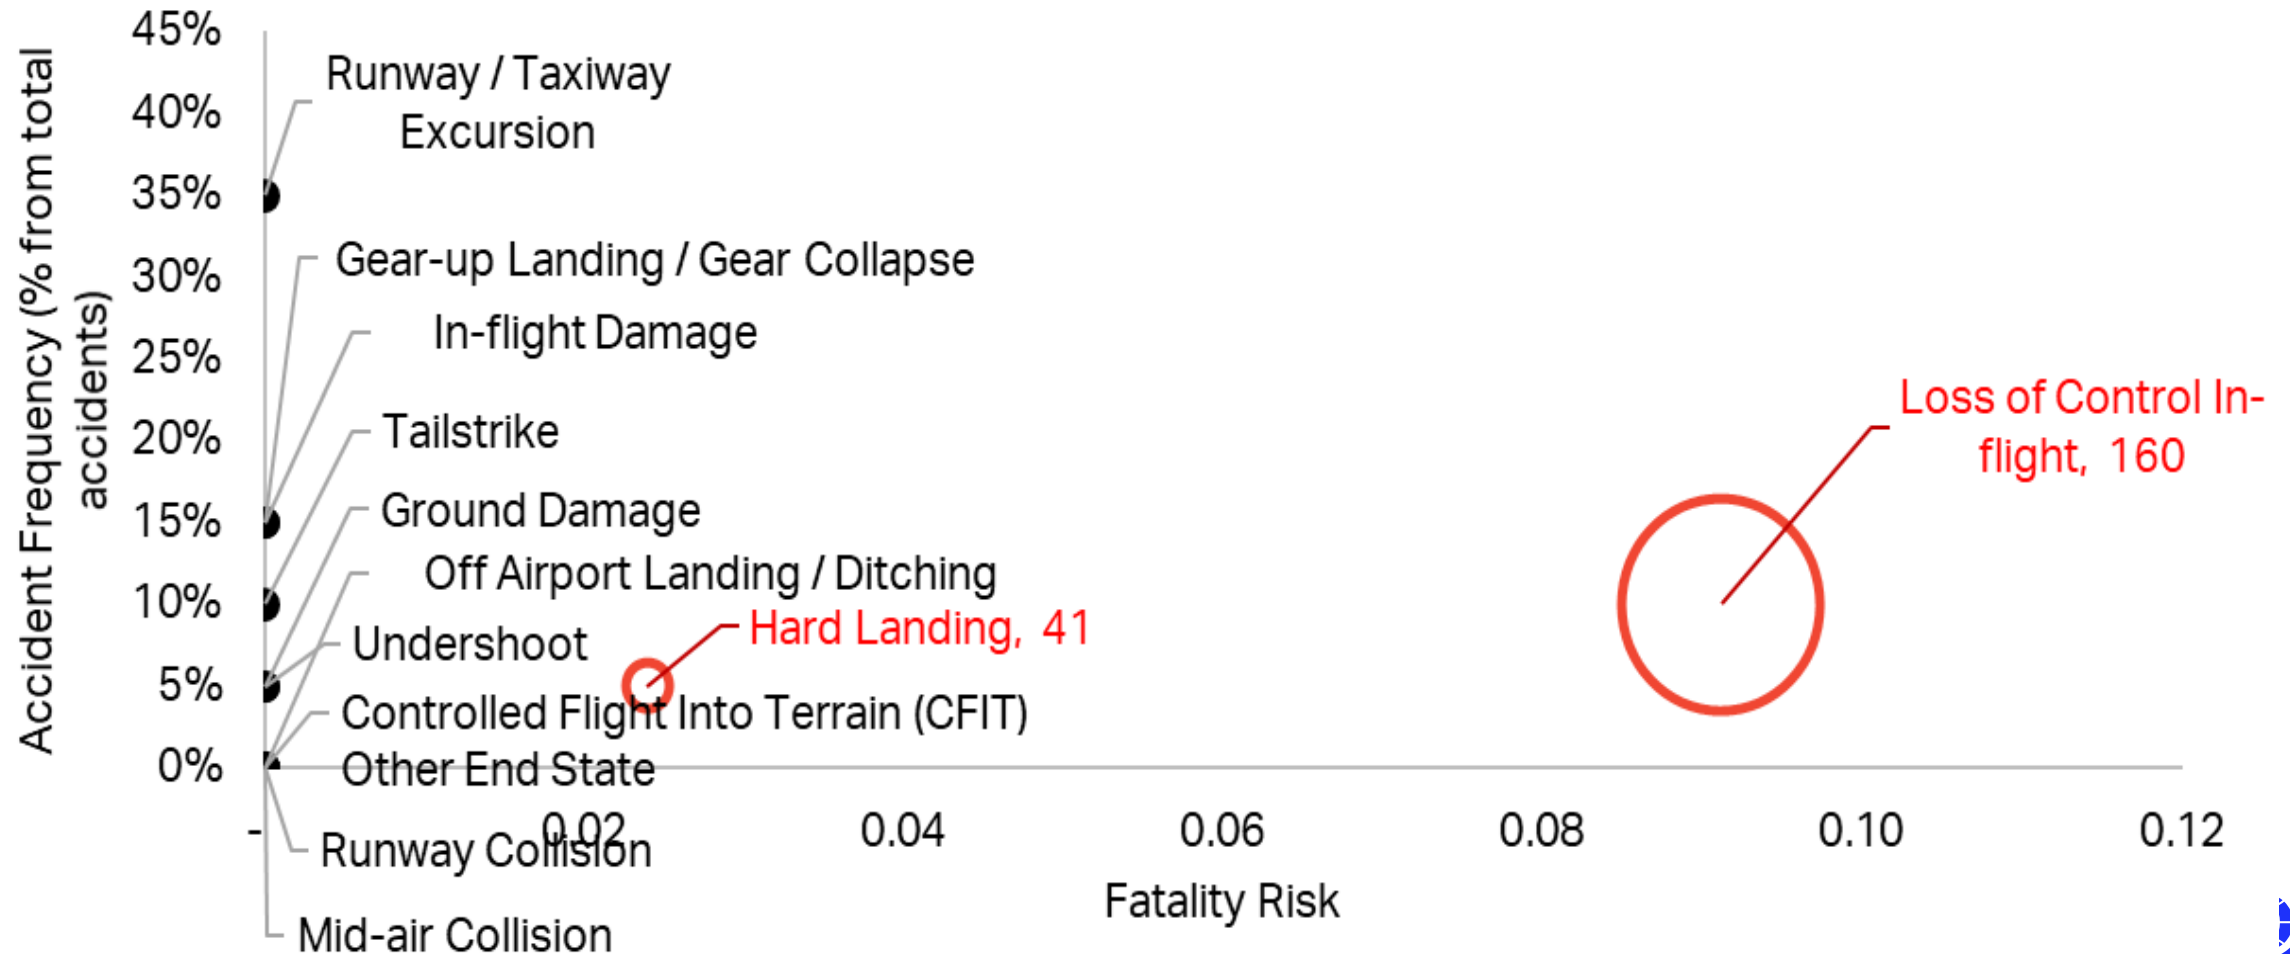 Accident Frequency (% from total
accidents)
45%
40%
35%
30%
25%
20%
15%
10%
5%
0%
Runway / Taxiway
Excursion
Gear-up Landing / Gear Collapse
In-flight Damage
Tailstrike
Ground Damage
Off Airport Landing / Ditching
Undershoot
Hard Landing, 41
Loss of Control In-
flight, 160
Controlled Flight Into Terrain (CFIT)
Other End State
Runway Collision
Mid-air Collision
- 0.02 0.04 0.06 0.08 0.10 0.12
Fatality Risk